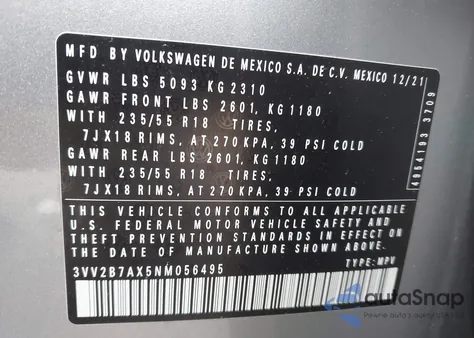 MFD BY VOLKSWAGEN DE MEXICO S.A. DE C.V. MEXICO 12/21
GVWR LBS 5093 KG 2310
GAWR FRONT LBS 2601, KG 1180
WITH 235/55 R18 TIRES,
7JX18 RIMS, AT 270 KPA, 39 PSI COLD
GAWR REAR LBS 2601, KG 1180
WITH 235/55 R18 TIRES,
7JX18 RIMS, AT 270 KPA, 39 PSI COLD
THIS VEHICLE CONFORMS TO ALL APPLICABLE
U.S. FEDERAL MOTOR VEHICLE SAFETY AND
THEFT PREVENTION STANDARDS IN EFFECT ON
THE DATE OF MANUFACTURE SHOWN ABOVE.
3VV2B7AX5NM056495 TYPE: MPV
4954193 3709
autoSnap